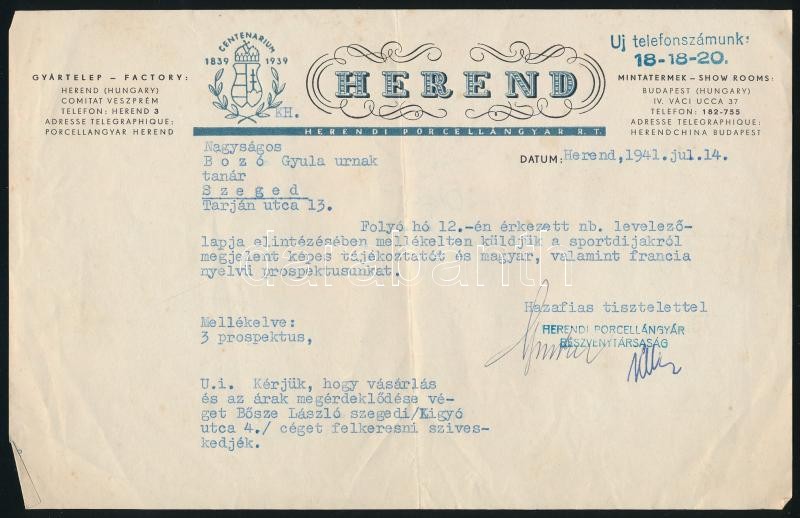 CENTENARIUM
1839 1939
KH.
GYÁRTELEP – FACTORY:
HEREND (HUNGARY)
COMITAT VESZPRÉM
TELEFON: HEREND 3
ADRESSE TELEGRAPHIQUE:
PORCELLANGYAR HEREND
HEREND
HERENDI PORCELLÁNGYÁR R.T.
Uj telefonszámunk:
18-18-20.
MINTATERMEK – SHOW ROOMS:
BUDAPEST (HUNGARY)
IV. VÁCI UCCA 37
TELEFON: 182-755
ADRESSE TELEGRAPHIQUE:
HERENDCHINA BUDAPEST
DATUM: Herend,1941.jul.14.
Nagyságos
Bozó Gyula urnak
tanár
Szeged
Tarján utca 13.
Folyó hó 12.-én érkezett nb. levelező-
lapja elintézésében mellékelten küldjük a sportdijakról
megjelent képes tájékoztatót és magyar, valamint francia
nyelvü prospektusunkat.
Hazafias tisztelettel
HERENDI PORCELLÁNGYÁR
RÉSZVÉNYTÁRSASÁG
Mellékelve:
3 prospektus,
U.i. Kérjük, hogy vásárlás
és az árak megérdeklődése vé-
get Bősze László szegedi/Kigyó
utca 4./ céget felkeresni szives-
kedjék.
darabanth